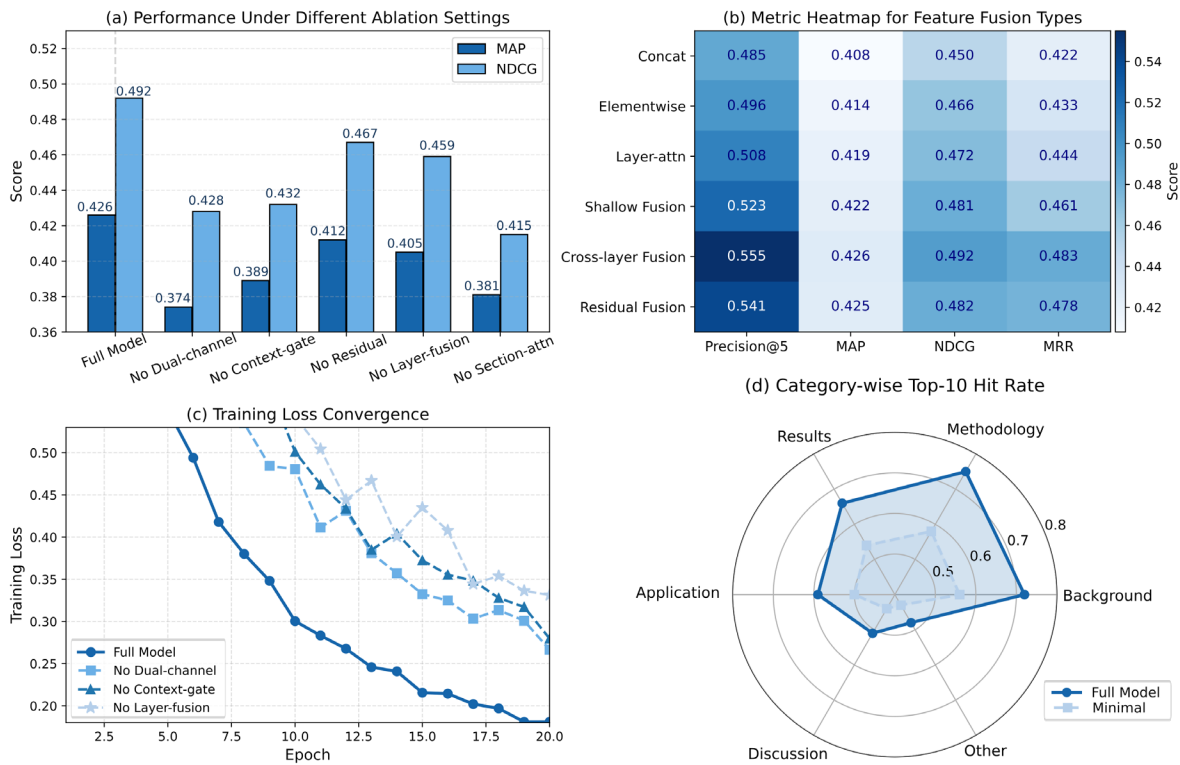 (a) Performance Under Different Ablation Settings
MAP
NDCG
Score
0.52
0.50
0.48
0.46
0.44
0.42
0.40
0.38
0.36
0.426
0.492
0.374
0.428
0.389
0.432
0.412
0.467
0.405
0.459
0.381
0.415
Full Model
No Dual-channel
No Context-gate
No Residual
No Layer-fusion
No Section-attn
(b) Metric Heatmap for Feature Fusion Types
Concat 0.485 0.408 0.450 0.422
Elementwise 0.496 0.414 0.466 0.433
Layer-attn 0.508 0.419 0.472 0.444
Shallow Fusion 0.523 0.422 0.481 0.461
Cross-layer Fusion 0.555 0.426 0.492 0.483
Residual Fusion 0.541 0.425 0.482 0.478
Precision@5 MAP NDCG MRR
0.54
0.52
0.50
0.48
0.46
0.44
0.42
Score
(c) Training Loss Convergence
Training Loss
0.50
0.45
0.40
0.35
0.30
0.25
0.20
Full Model
No Dual-channel
No Context-gate
No Layer-fusion
2.5 5.0 7.5 10.0 12.5 15.0 17.5 20.0
Epoch
(d) Category-wise Top-10 Hit Rate
Results
Methodology
0.8
0.7
0.6
0.5
Application
Background
Discussion
Other
Full Model
Minimal